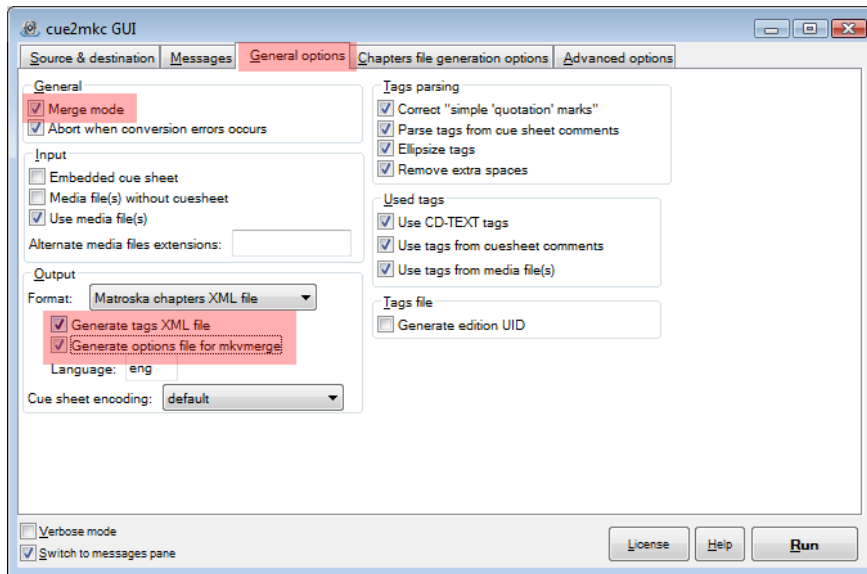 cue2mkc GUI
Source & destination Messages General options Chapters file generation options Advanced options
General
Merge mode
Abort when conversion errors occurs
Input
Embedded cue sheet
Media file(s) without cuesheet
Use media file(s)
Alternate media files extensions:
Output
Format: Matroska chapters XML file
Generate tags XML file
Generate options file for mkvmerge
Language: eng
Cue sheet encoding: default
Tags parsing
Correct "simple 'quotation' marks"
Parse tags from cue sheet comments
Ellipsize tags
Remove extra spaces
Used tags
Use CD-TEXT tags
Use tags from cuesheet comments
Use tags from media file(s)
Tags file
Generate edition UID
Verbose mode
Switch to messages pane
License Help Run